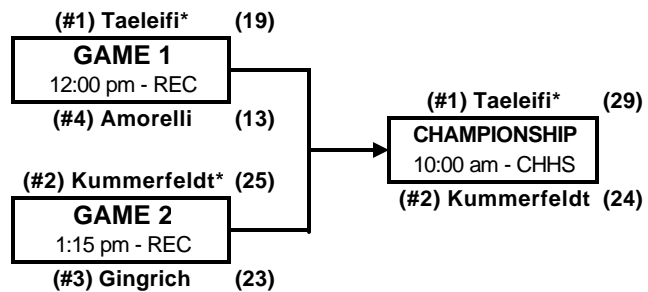 (#1) Taeleifi* (19)
GAME 1
12:00 pm - REC
(#4) Amorelli (13)
(#2) Kummerfeldt* (25)
GAME 2
1:15 pm - REC
(#3) Gingrich (23)
(#1) Taeleifi* (29)
CHAMPIONSHIP
10:00 am - CHHS
(#2) Kummerfeldt (24)